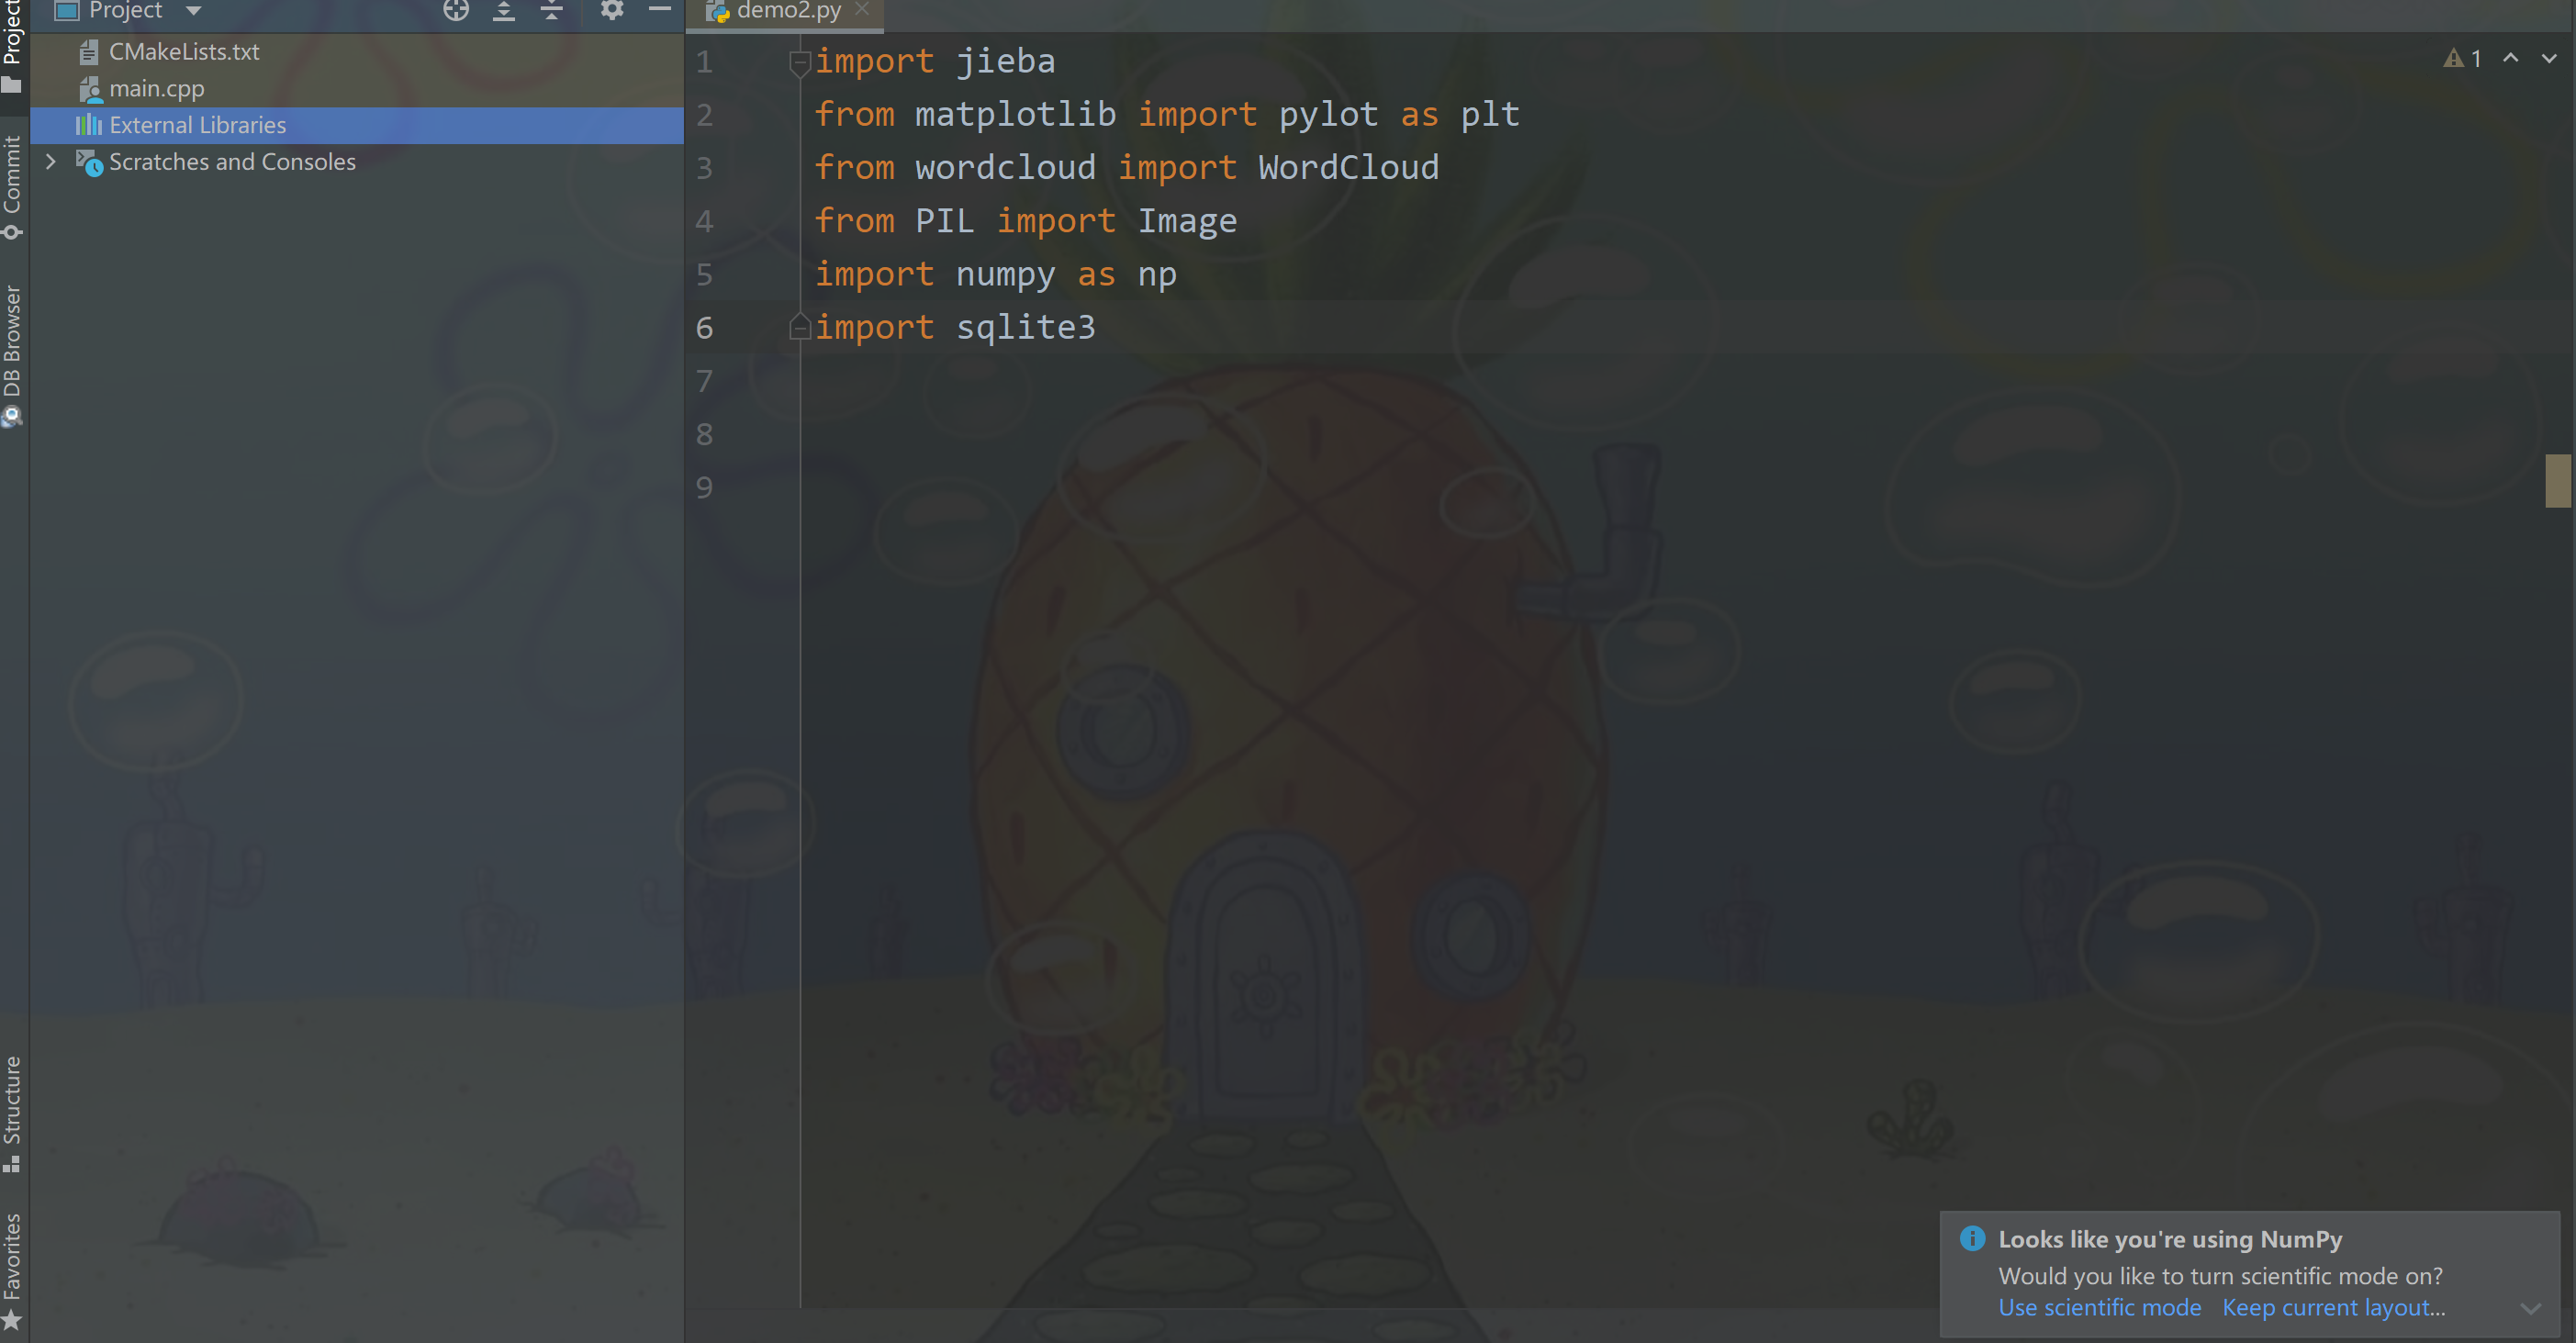 Project
demo2.py
Project
Commit
DB Browser
Structure
Favorites
CMakeLists.txt
main.cpp
External Libraries
Scratches and Consoles
1 import jieba
2 from matplotlib import pylot as plt
3 from wordcloud import WordCloud
4 from PIL import Image
5 import numpy as np
6 import sqlite3
7
8
9
1
Looks like you're using NumPy
Would you like to turn scientific mode on?
Use scientific mode Keep current layout...